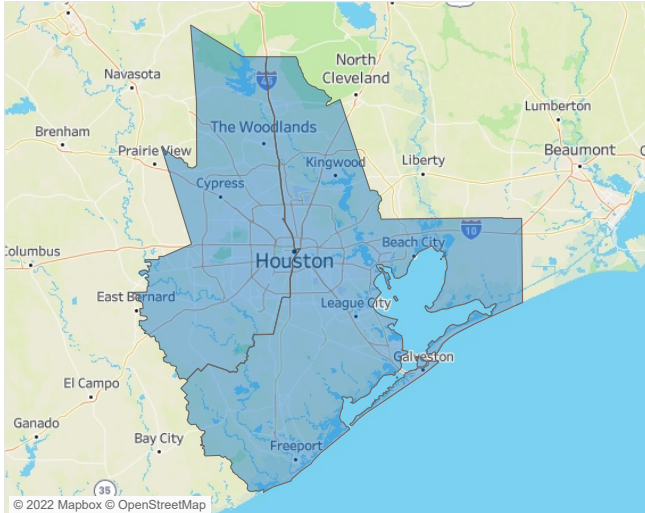 North
Cleveland
Navasota
45
Lumberton
Brenham
The Woodlands
Prairie View
Beaumont
Kingwood
Liberty
Cypress
10
Beach City
Columbus
Houston
East Bernard
League City
Galveston
El Campo
Ganado
Bay City
Freeport
35
© 2022 Mapbox © OpenStreetMap